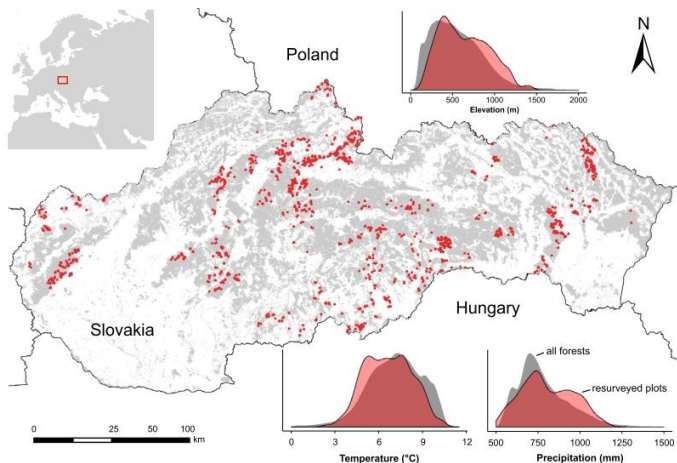 Poland
N
0 500 1000 1500 2000
Elevation (m)
Slovakia
Hungary
all forests
resurveyed plots
0 25 50 100
km
0 3 6 9 12
Temperature (°C)
500 750 1000 1250 1500
Precipitation (mm)